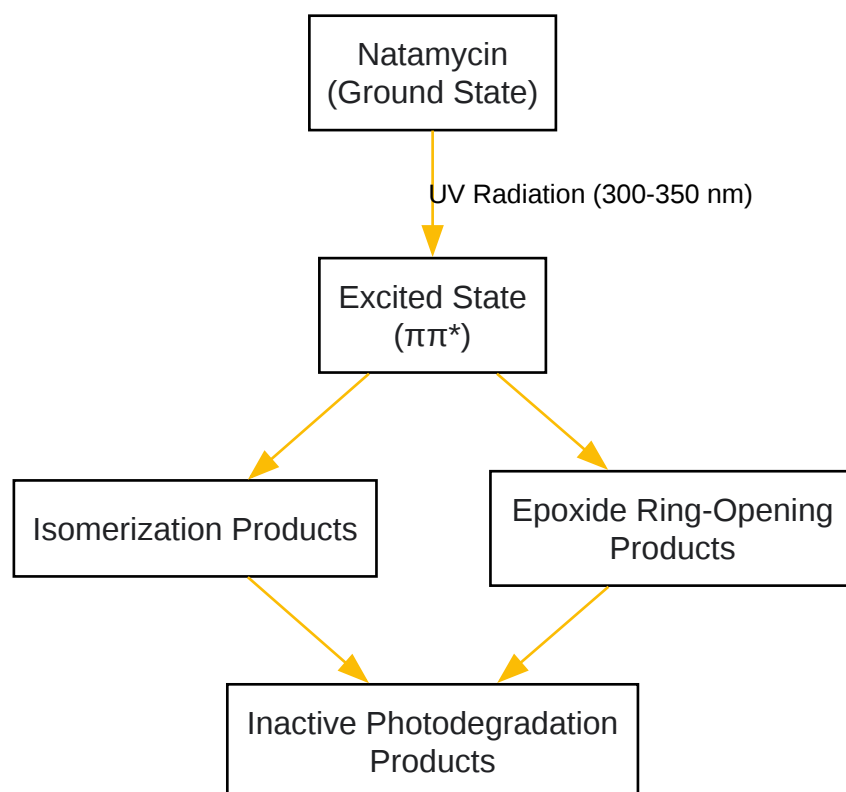 Natamycin
(Ground State)
UV Radiation (300-350 nm)
Excited State
(ππ*)
Isomerization Products
Epoxide Ring-Opening
Products
Inactive Photodegradation
Products